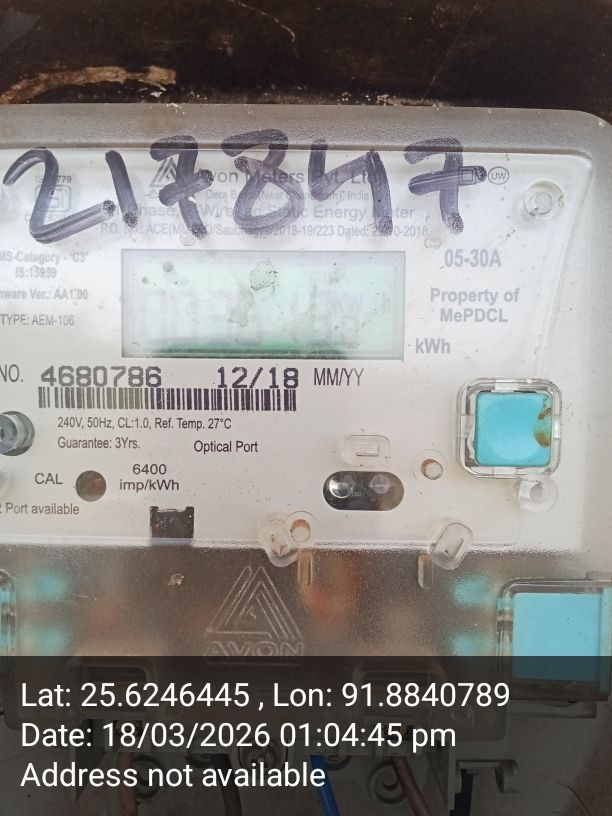 217847
Avon Meters Pvt. Ltd.
Static Energy Meter
05-30A
IS:15959
TYPE: AEM-106
Property of
MePDCL
kWh
NO. 4680786 12/18 MM/YY
240V, 50Hz, CL:1.0, Ref. Temp. 27°C
Guarantee: 3Yrs. Optical Port
CAL 6400
imp/kWh
Port available
AVON
Lat: 25.6246445 , Lon: 91.8840789
Date: 18/03/2026 01:04:45 pm
Address not available